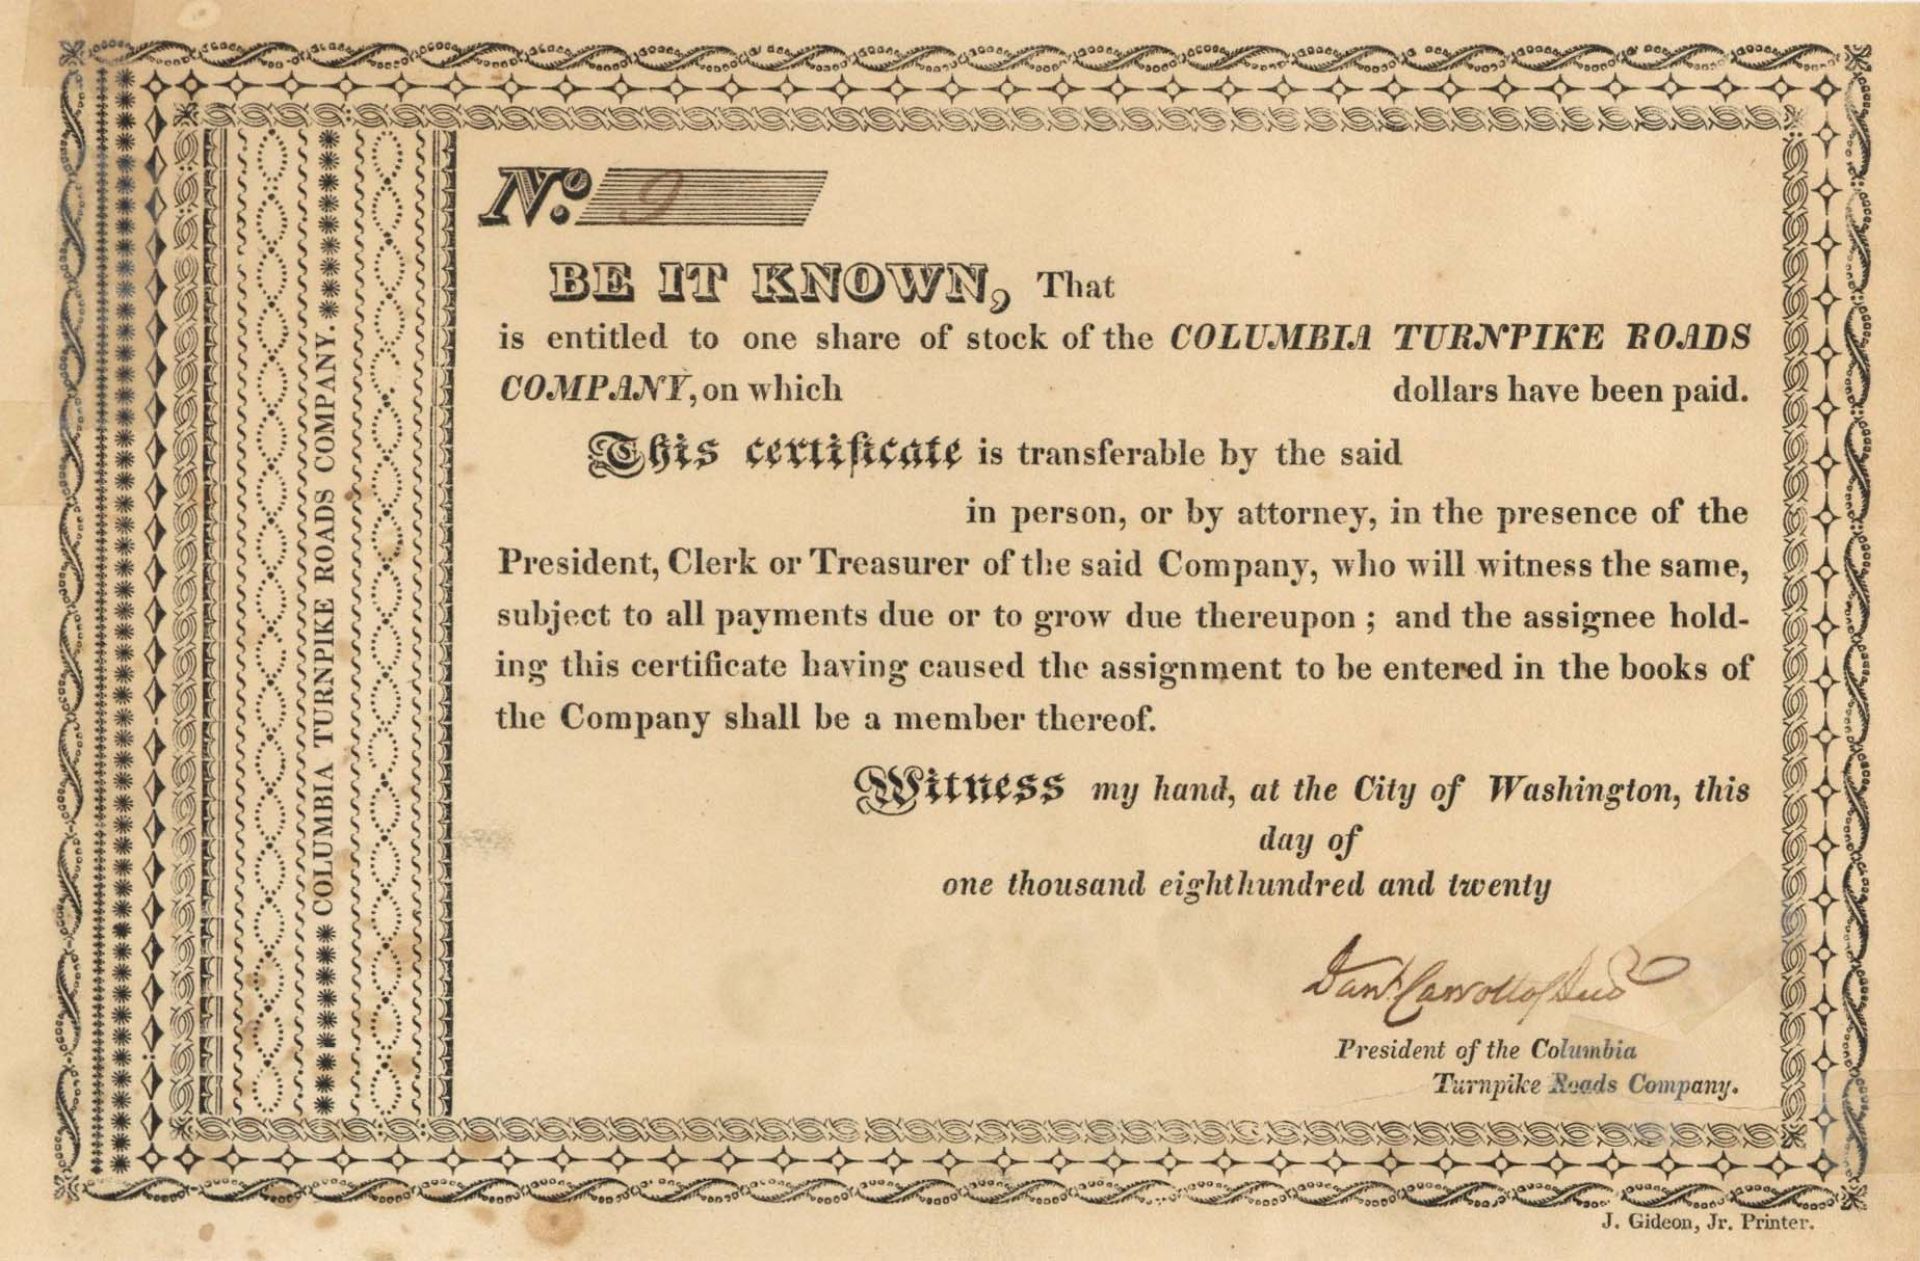 COLUMBIA TURNPIKE ROADS COMPANY.
No. 9
BE IT KNOWN, That
is entitled to one share of stock of the COLUMBIA TURNPIKE ROADS
COMPANY, on which dollars have been paid.
This certificate is transferable by the said
in person, or by attorney, in the presence of the
President, Clerk or Treasurer of the said Company, who will witness the same,
subject to all payments due or to grow due thereupon ; and the assignee hold-
ing this certificate having caused the assignment to be entered in the books of
the Company shall be a member thereof.
Witness my hand, at the City of Washington, this
day of
one thousand eight hundred and twenty
Danl Carroll of Dud
President of the Columbia
Turnpike Roads Company.
J. Gideon, Jr. Printer.